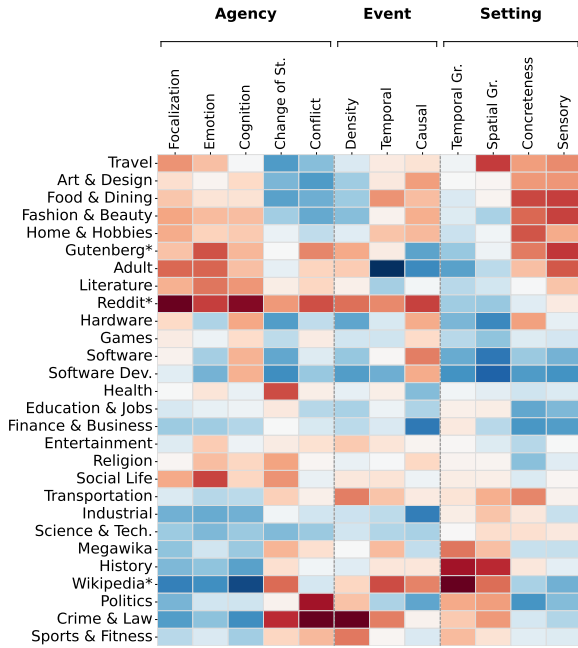 Agency Event Setting
Focalization Emotion Cognition Change of St. Conflict Density Temporal Causal Temporal Gr. Spatial Gr. Concreteness Sensory
Travel
Art & Design
Food & Dining
Fashion & Beauty
Home & Hobbies
Gutenberg*
Adult
Literature
Reddit*
Hardware
Games
Software
Software Dev.
Health
Education & Jobs
Finance & Business
Entertainment
Religion
Social Life
Transportation
Industrial
Science & Tech.
Megawika
History
Wikipedia*
Politics
Crime & Law
Sports & Fitness